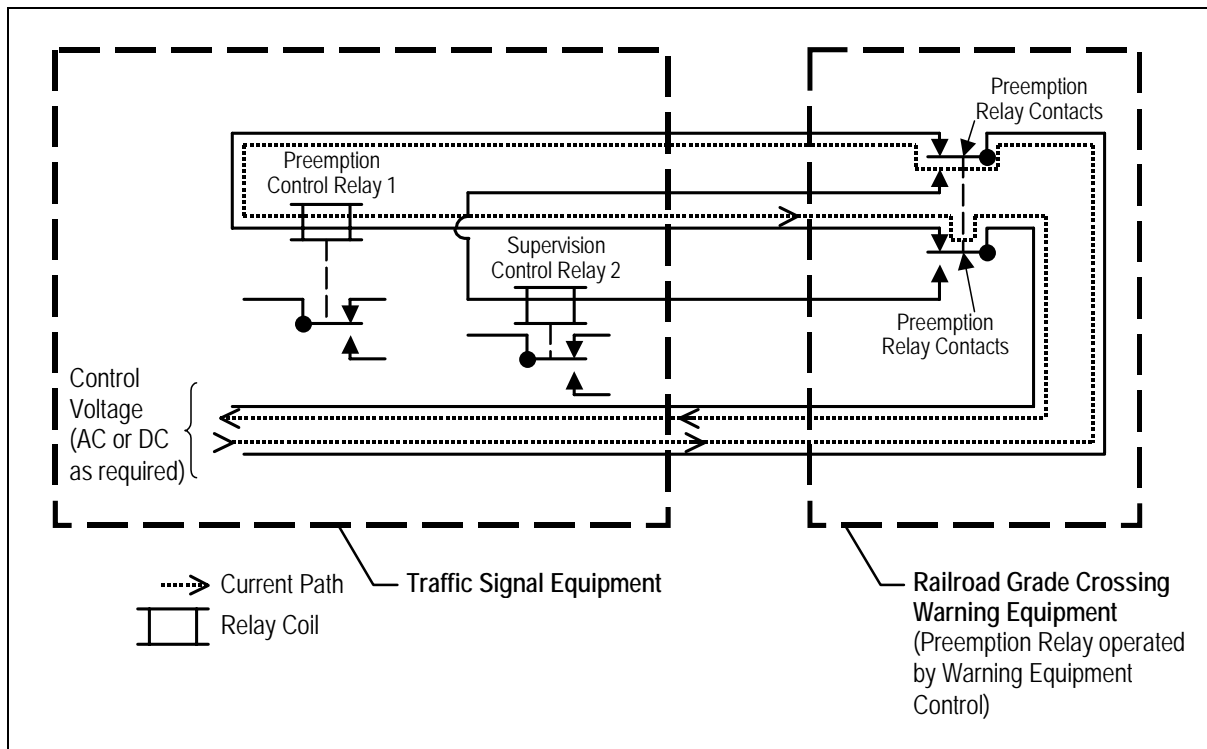 Preemption
Relay Contacts
Preemption
Control Relay 1
Supervision
Control Relay 2
Preemption
Relay Contacts
Control
Voltage
(AC or DC
as required)
Current Path
Relay Coil
Traffic Signal Equipment
Railroad Grade Crossing
Warning Equipment
(Preemption Relay operated
by Warning Equipment
Control)